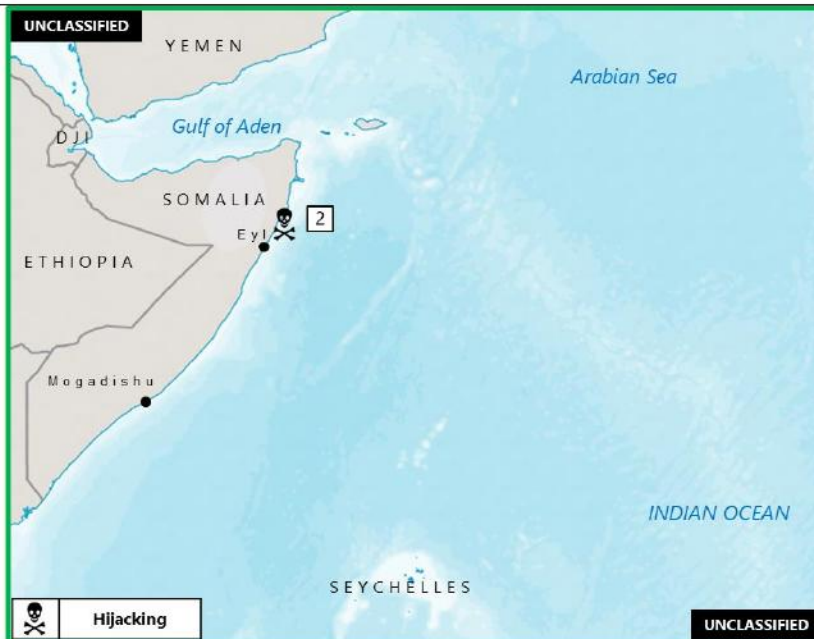 UNCLASSIFIED
YEMEN
Arabian Sea
DJI
Gulf of Aden
SOMALIA
2
Eyl
ETHIOPIA
Mogadishu
INDIAN OCEAN
SEYCHELLES
Hijacking
UNCLASSIFIED